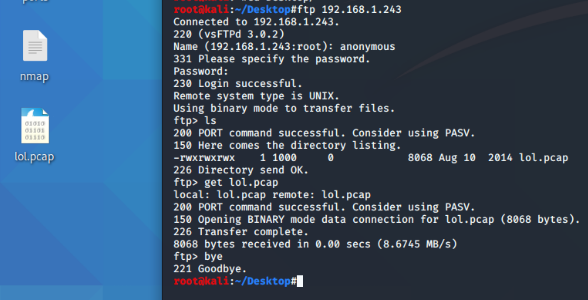 ports
nmap
lol.pcap
root@kali:~/Desktop#ftp 192.168.1.243
Connected to 192.168.1.243.
220 (vsFTPd 3.0.2)
Name (192.168.1.243:root): anonymous
331 Please specify the password.
Password:
230 Login successful.
Remote system type is UNIX.
Using binary mode to transfer files.
ftp> ls
200 PORT command successful. Consider using PASV.
150 Here comes the directory listing.
-rwxrwxrwx    1 1000     0            8068 Aug 10  2014 lol.pcap
226 Directory send OK.
ftp> get lol.pcap
local: lol.pcap remote: lol.pcap
200 PORT command successful. Consider using PASV.
150 Opening BINARY mode data connection for lol.pcap (8068 bytes).
226 Transfer complete.
8068 bytes received in 0.00 secs (8.6745 MB/s)
ftp> bye
221 Goodbye.
root@kali:~/Desktop#